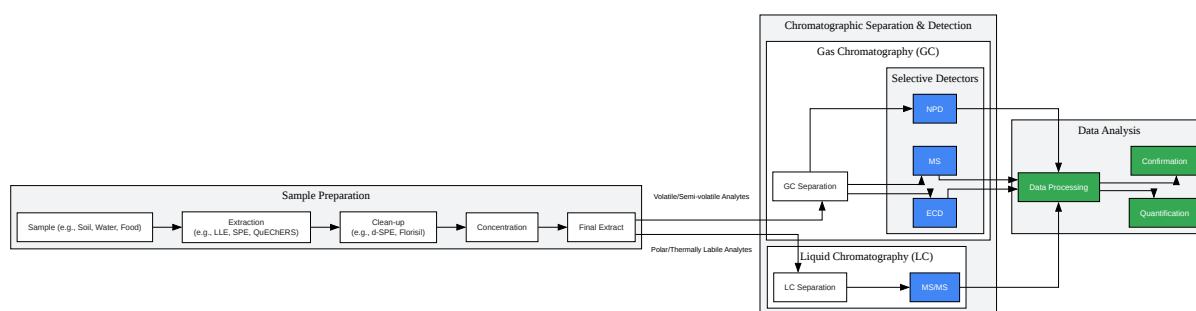 Chromatographic Separation & Detection
Gas Chromatography (GC)
Selective Detectors
NPD
Data Analysis
MS
Confirmation
Sample Preparation
Volatile/Semi-volatile Analytes
GC Separation
Data Processing
Sample (e.g., Soil, Water, Food)
Extraction
(e.g., LLE, SPE, QuEChERS)
Clean-up
(e.g., d-SPE, Florisil)
Concentration
Final Extract
ECD
Quantification
Polar/Thermally Labile Analytes
Liquid Chromatography (LC)
LC Separation
MS/MS